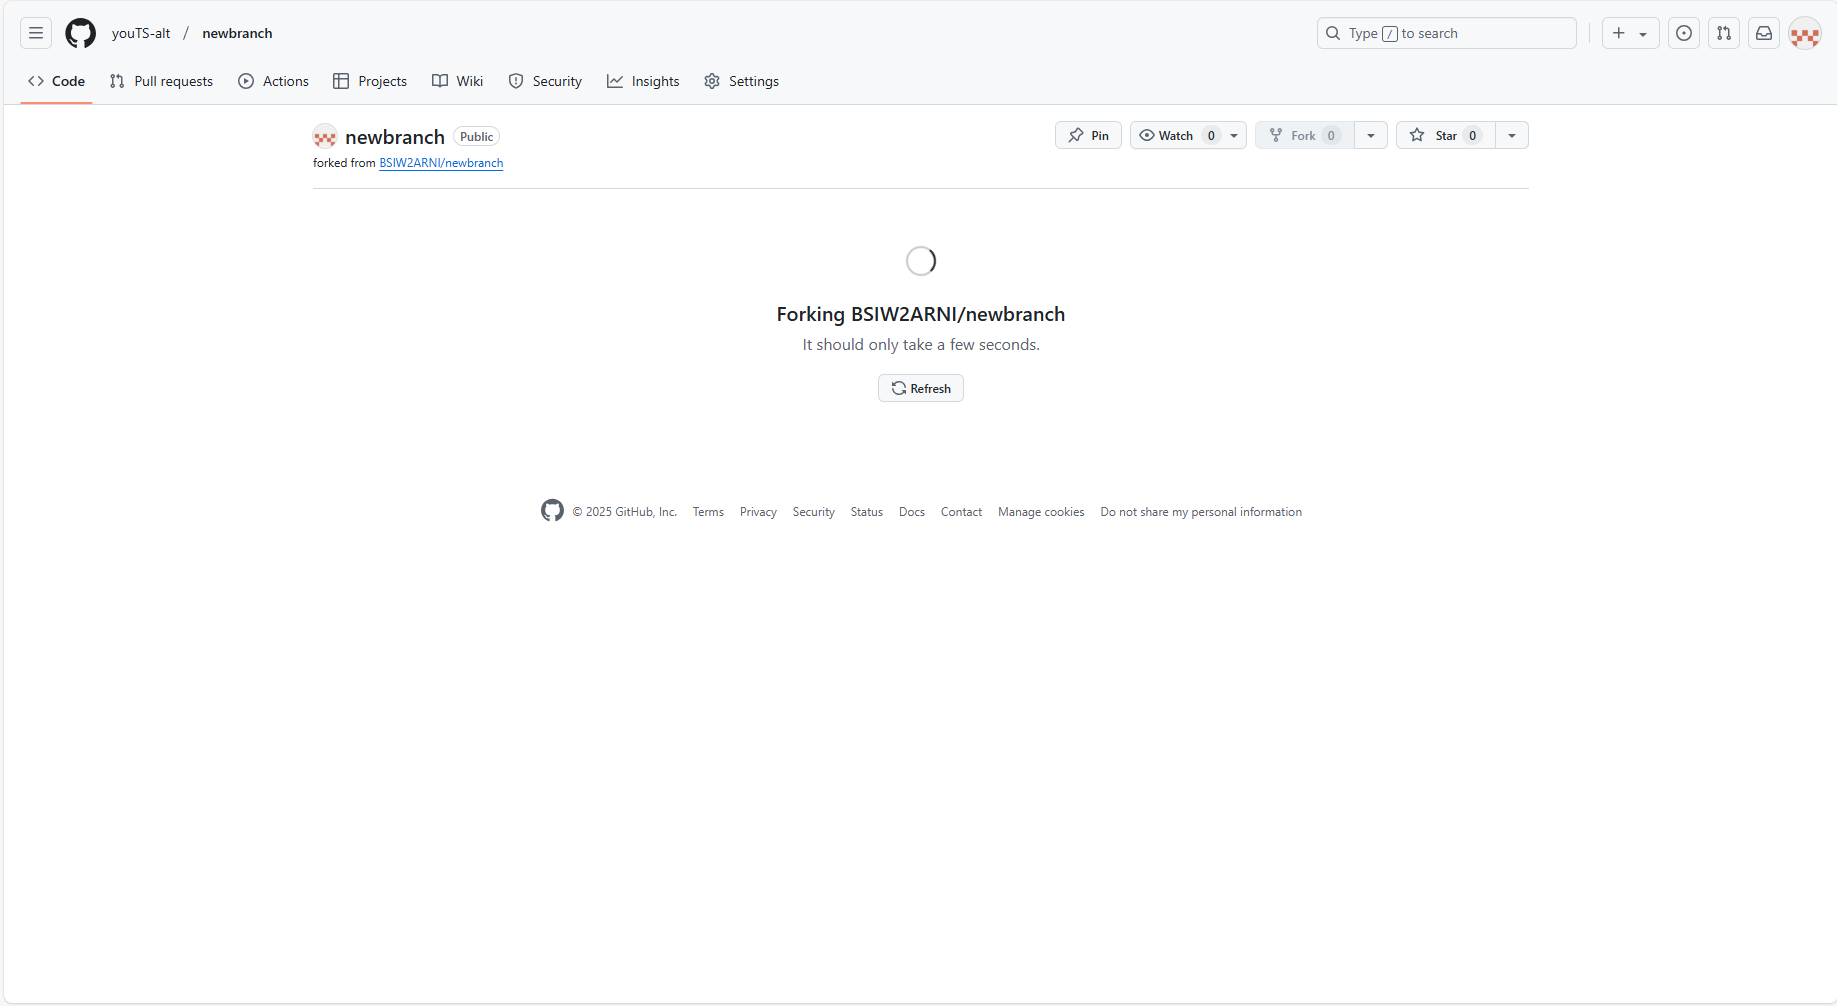 youTS-alt / newbranch
Type / to search
Code Pull requests Actions Projects Wiki Security Insights Settings
newbranch Public
Pin Watch 0 Fork 0 Star 0
forked from BSIW2ARNI/newbranch
Forking BSIW2ARNI/newbranch
It should only take a few seconds.
Refresh
© 2025 GitHub, Inc. Terms Privacy Security Status Docs Contact Manage cookies Do not share my personal information